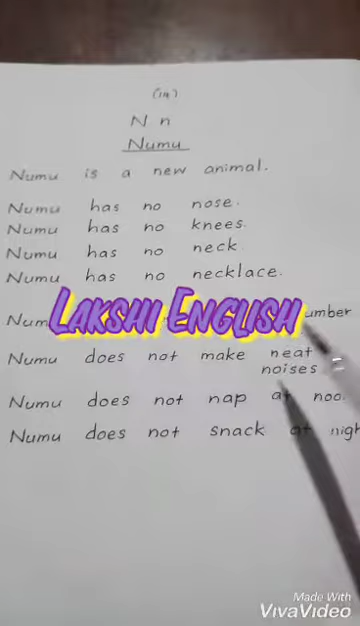 (14)
N n
Numu
Numu is a new animal.
Numu has no nose.
Numu has no knees.
Numu has no neck.
Numu has no necklace.
LAKSHI ENGLISH
Numu does not make neat
noises
Numu does not nap at
Numu does not snack at
Made With
VivaVideo